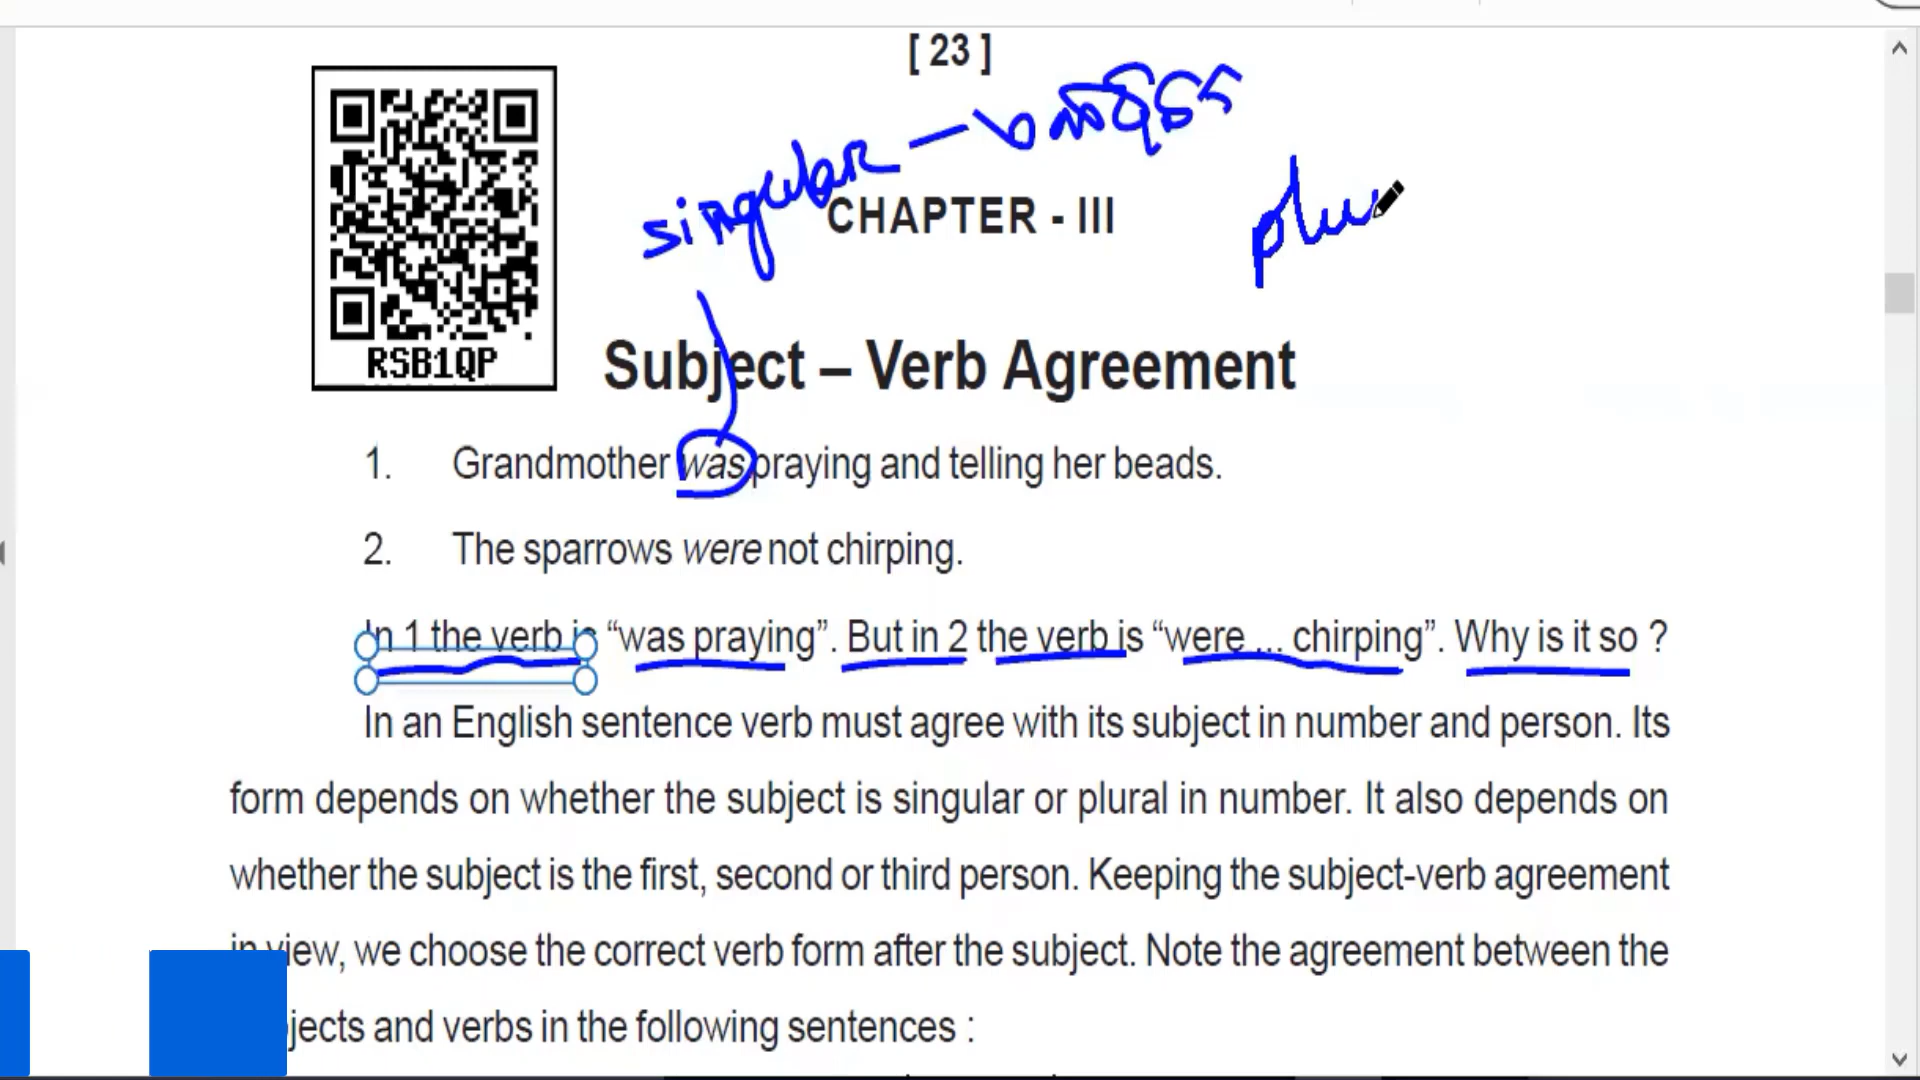 [ 23 ]
singular —
CHAPTER - III
plu
RSB1QP
Subject – Verb Agreement
1. Grandmother was praying and telling her beads.
2. The sparrows were not chirping.
In 1 the verb is “was praying”. But in 2 the verb is “were ... chirping”. Why is it so ?
In an English sentence verb must agree with its subject in number and person. Its
form depends on whether the subject is singular or plural in number. It also depends on
whether the subject is the first, second or third person. Keeping the subject-verb agreement
in view, we choose the correct verb form after the subject. Note the agreement between the
jects and verbs in the following sentences :